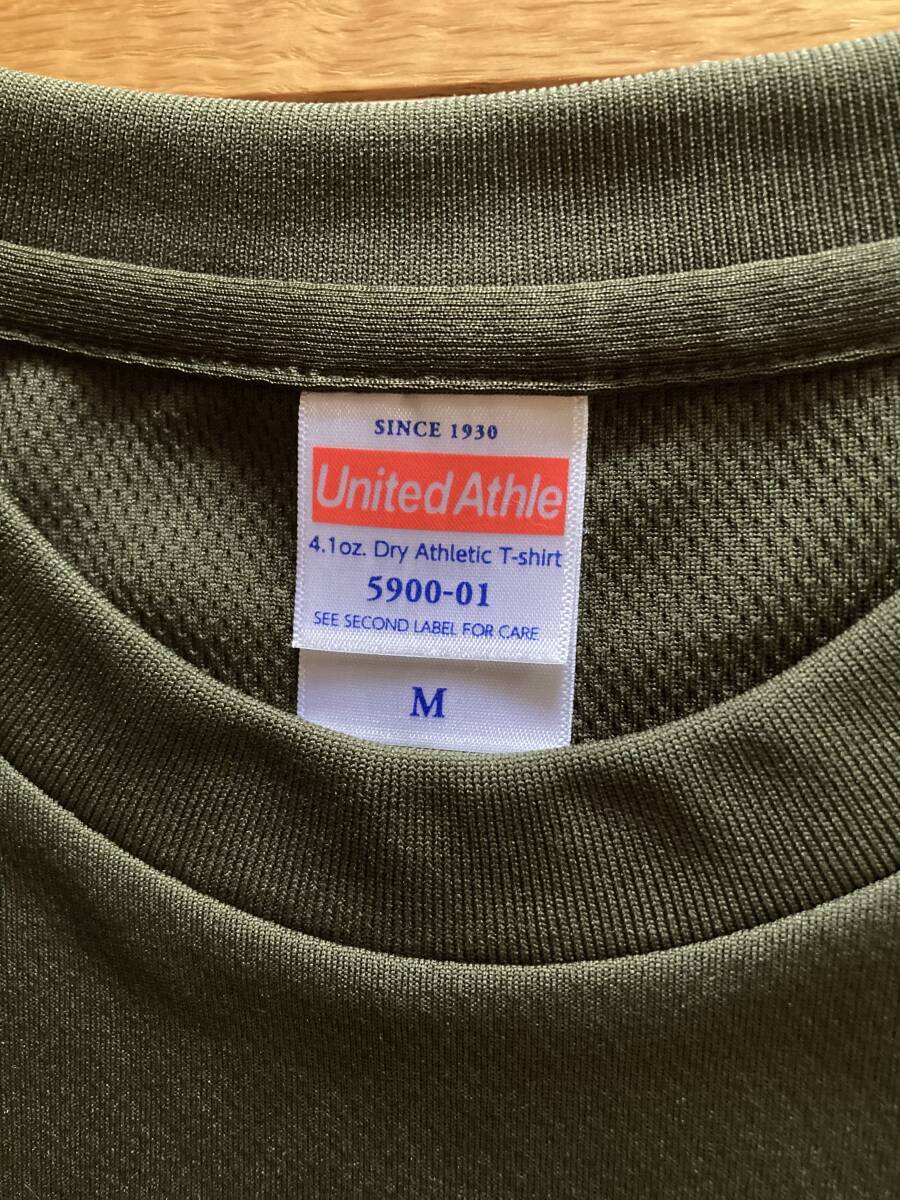 SINCE 1930
United Athle
4.1oz. Dry Athletic T-shirt
5900-01
SEE SECOND LABEL FOR CARE
M